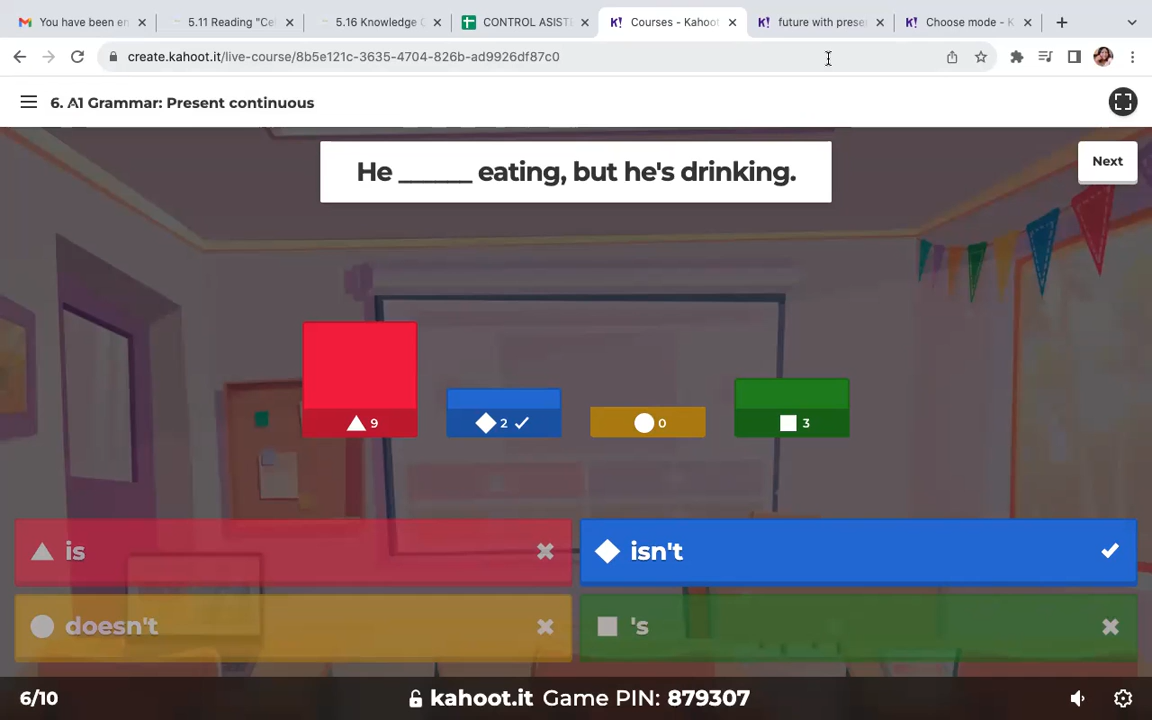 You have been en
5.11 Reading "Ce
5.16 Knowledge C
CONTROL ASIST
Courses - Kahoot
future with prese
Choose mode - K
create.kahoot.it/live-course/8b5e121c-3635-4704-826b-ad9926df87c0
6. A1 Grammar: Present continuous
He ______ eating, but he's drinking.
Next
9
2
0
3
is
isn't
doesn't
's
6/10
kahoot.it Game PIN: 879307